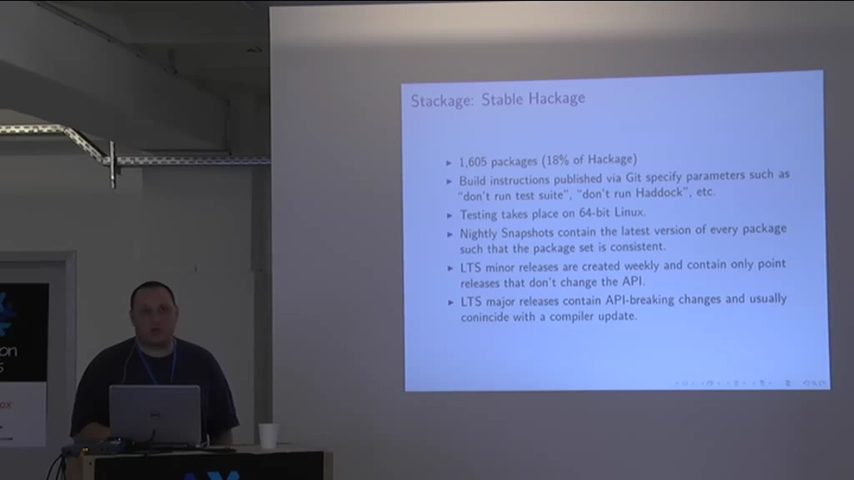 Stackage: Stable Hackage
1,605 packages (18% of Hackage)
Build instructions published via Git specify parameters such as
"don't run test suite", "don't run Haddock", etc.
Testing takes place on 64-bit Linux.
Nightly Snapshots contain the latest version of every package
such that the package set is consistent.
LTS minor releases are created weekly and contain only point
releases that don't change the API.
LTS major releases contain API-breaking changes and usually
conincide with a compiler update.